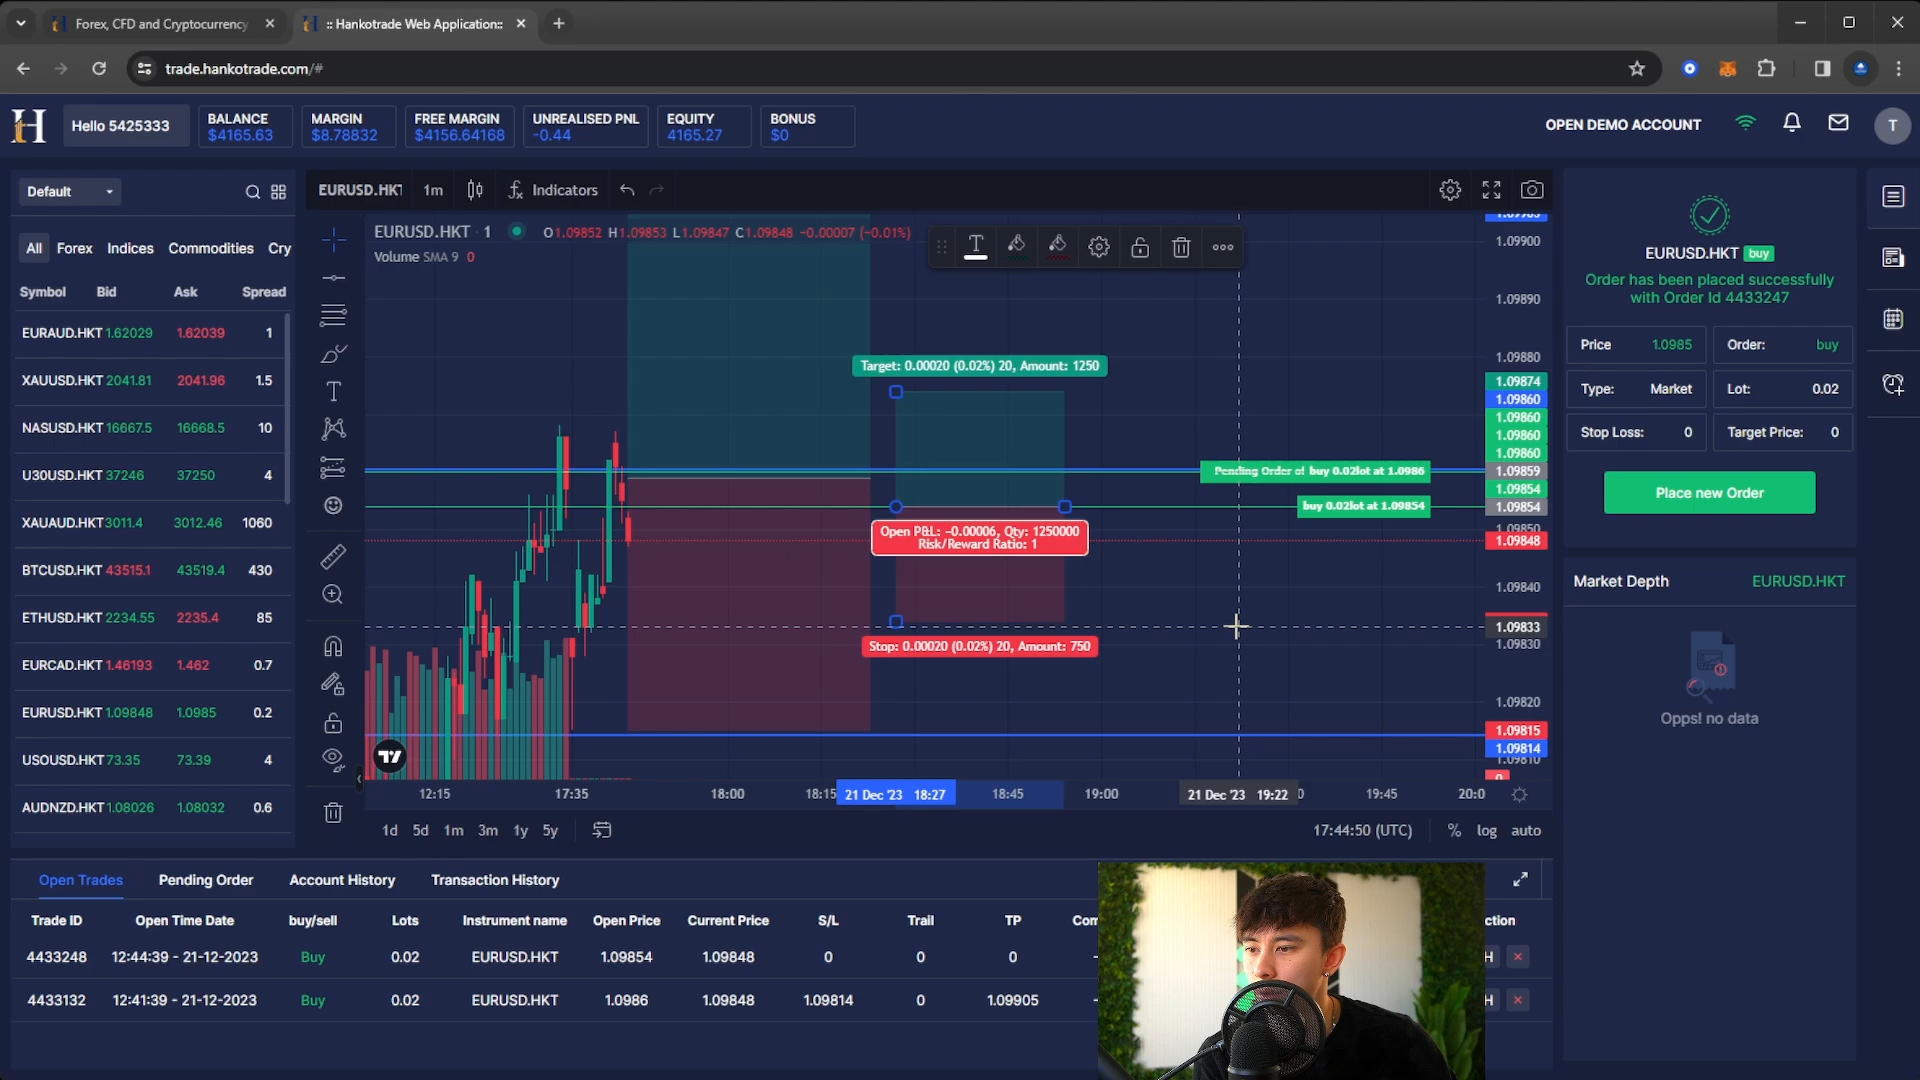 Forex, CFD and Cryptocurrency
:: Hankotrade Web Application::
trade.hankotrade.com/#
Hello 5425333
BALANCE
$4165.63
MARGIN
$8.78832
FREE MARGIN
$4156.64168
UNREALISED PNL
-0.44
EQUITY
4165.27
BONUS
$0
OPEN DEMO ACCOUNT
T
Default
All Forex Indices Commodities Cry
Symbol Bid Ask Spread
EURAUD.HKT 1.62029 1.62039 1
XAUUSD.HKT 2041.81 2041.96 1.5
NASUSD.HKT 16667.5 16668.5 10
U30USD.HKT 37246 37250 4
XAUAUD.HKT 3011.4 3012.46 1060
BTCUSD.HKT 43515.1 43519.4 430
ETHUSD.HKT 2234.55 2235.4 85
EURCAD.HKT 1.46193 1.462 0.7
EURUSD.HKT 1.09848 1.0985 0.2
USOUSD.HKT 73.35 73.39 4
AUDNZD.HKT 1.08026 1.08032 0.6
EURUSD.HKT 1m Indicators
EURUSD.HKT · 1 O1.09852 H1.09853 L1.09847 C1.09848 -0.00007 (-0.01%)
Volume SMA 9 0
Target: 0.00020 (0.02%) 20, Amount: 1250
Pending Order of buy 0.02lot at 1.0986
buy 0.02lot at 1.09854
Open P&L: -0.00006, Qty: 1250000
Risk/Reward Ratio: 1
Stop: 0.00020 (0.02%) 20, Amount: 750
1.09900
1.09890
1.09880
1.09874
1.09860
1.09860
1.09860
1.09860
1.09859
1.09854
1.09854
1.09850
1.09848
1.09840
1.09833
1.09830
1.09820
1.09815
1.09814
1.09810
12:15 17:35 18:00 18:15 21 Dec '23 18:27 18:45 19:00 21 Dec '23 19:22 19:45 20:0
1d 5d 1m 3m 1y 5y
17:44:50 (UTC) % log auto
EURUSD.HKT buy
Order has been placed successfully
with Order Id 4433247
Price 1.0985 Order: buy
Type: Market Lot: 0.02
Stop Loss: 0 Target Price: 0
Place new Order
Market Depth EURUSD.HKT
Opps! no data
Open Trades Pending Order Account History Transaction History
Trade ID Open Time Date buy/sell Lots Instrument name Open Price Current Price S/L Trail TP Com ction
4433248 12:44:39 - 21-12-2023 Buy 0.02 EURUSD.HKT 1.09854 1.09848 0 0 0 - H
4433132 12:41:39 - 21-12-2023 Buy 0.02 EURUSD.HKT 1.0986 1.09848 1.09814 0 1.09905 - H